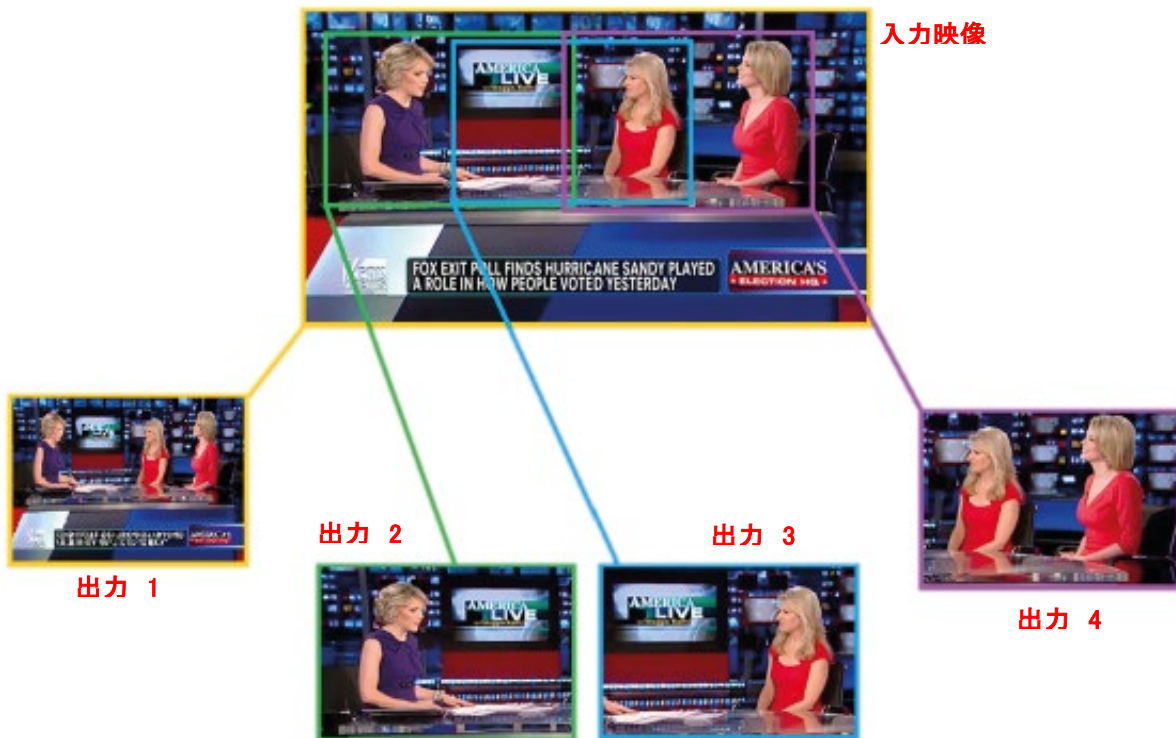 入力映像
AMERICA
LIVE
FOX EXIT POLL FINDS HURRICANE SANDY PLAYED
A ROLE IN HOW PEOPLE VOTED YESTERDAY
AMERICA'S
ELECTION HQ
出力 1
出力 2
AMERICA
LIVE
出力 3
AMERICA
LIVE
出力 4